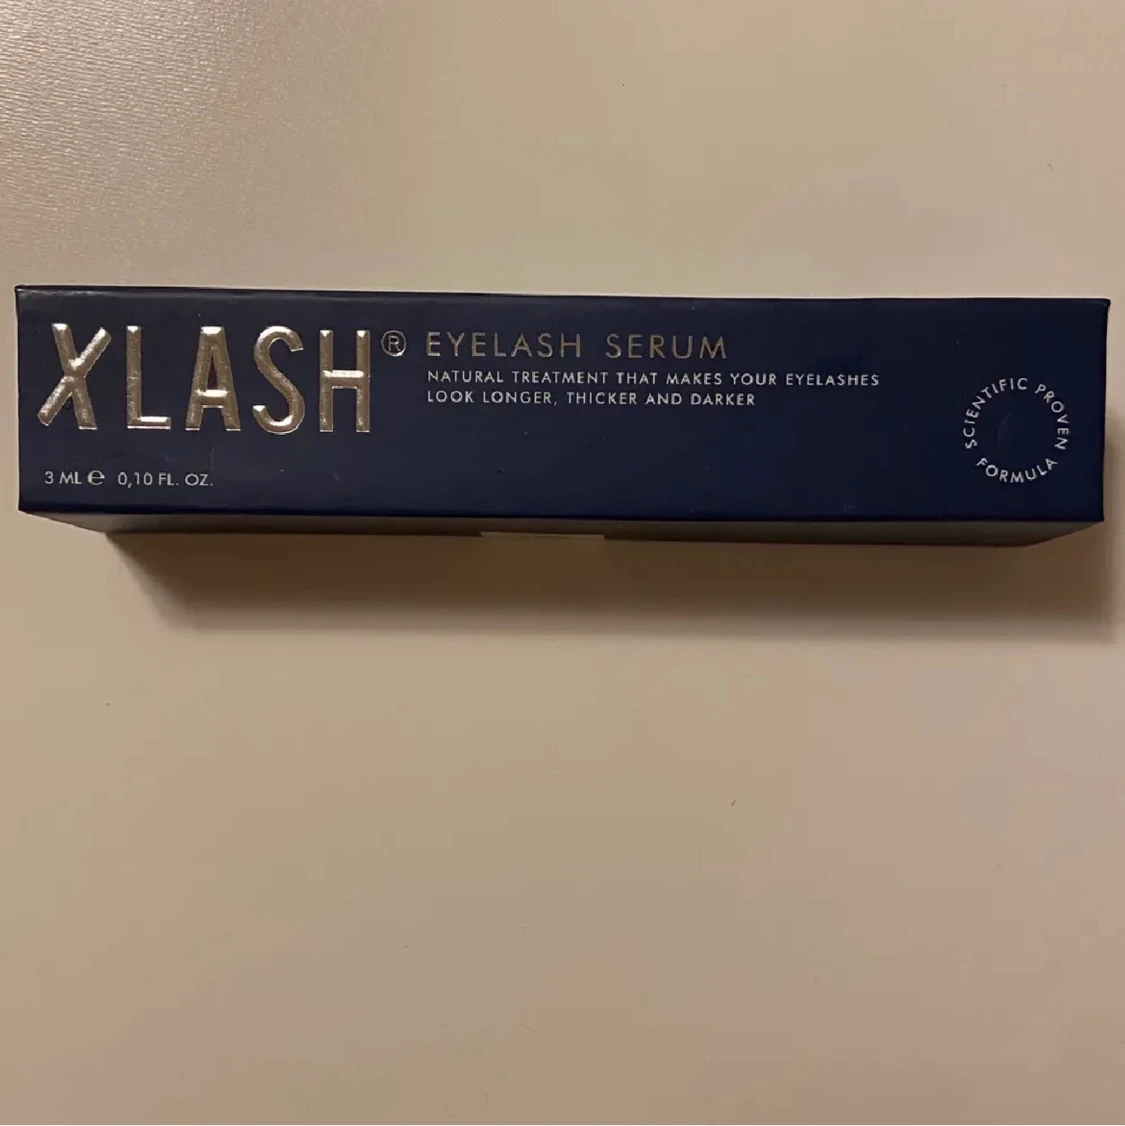 XLASH®
EYELASH SERUM
NATURAL TREATMENT THAT MAKES YOUR EYELASHES
LOOK LONGER, THICKER AND DARKER
3 ML ℮ 0,10 FL. OZ.
SCIENTIFIC PROVEN FORMULA